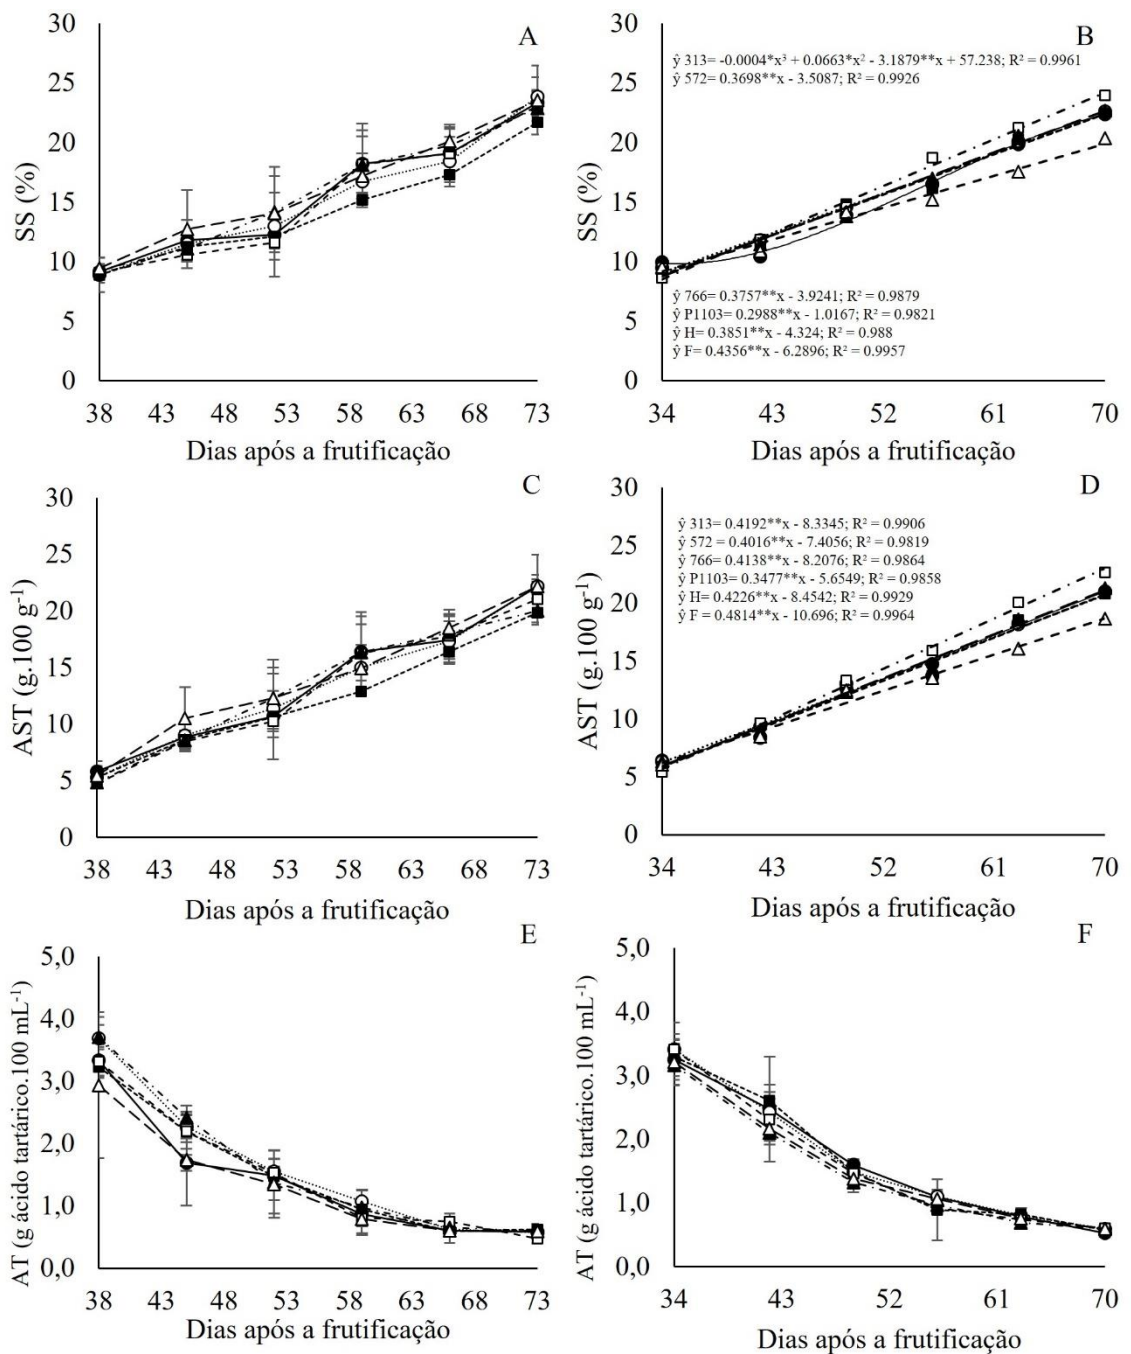 A
30
25
20
15
10
5
0
SS (%)
38 43 48 53 58 63 68 73
Dias após a frutificação
B
30
25
20
15
10
5
0
SS (%)
ŷ 313= -0.0004*x³ + 0.0663*x² - 3.1879**x + 57.238; R² = 0.9961
ŷ 572= 0.3698**x - 3.5087; R² = 0.9926
ŷ 766= 0.3757**x - 3.9241; R² = 0.9879
ŷ P1103= 0.2988**x - 1.0167; R² = 0.9821
ŷ H= 0.3851**x - 4.324; R² = 0.988
ŷ F= 0.4356**x - 6.2896; R² = 0.9957
34 43 52 61 70
Dias após a frutificação
C
30
25
20
15
10
5
0
AST (g.100 g⁻¹)
38 43 48 53 58 63 68 73
Dias após a frutificação
D
30
25
20
15
10
5
0
AST (g.100 g⁻¹)
ŷ 313= 0.4192**x - 8.3345; R² = 0.9906
ŷ 572 = 0.4016**x - 7.4056; R² = 0.9819
ŷ 766= 0.4138**x - 8.2076; R² = 0.9864
ŷ P1103= 0.3477**x - 5.6549; R² = 0.9858
ŷ H= 0.4226**x - 8.4542; R² = 0.9929
ŷ F = 0.4814**x - 10.696; R² = 0.9964
34 43 52 61 70
Dias após a frutificação
E
5,0
4,0
3,0
2,0
1,0
0,0
AT (g ácido tartárico.100 mL⁻¹)
38 43 48 53 58 63 68 73
Dias após a frutificação
F
5,0
4,0
3,0
2,0
1,0
0,0
AT (g ácido tartárico.100 mL⁻¹)
34 43 52 61 70
Dias após a frutificação